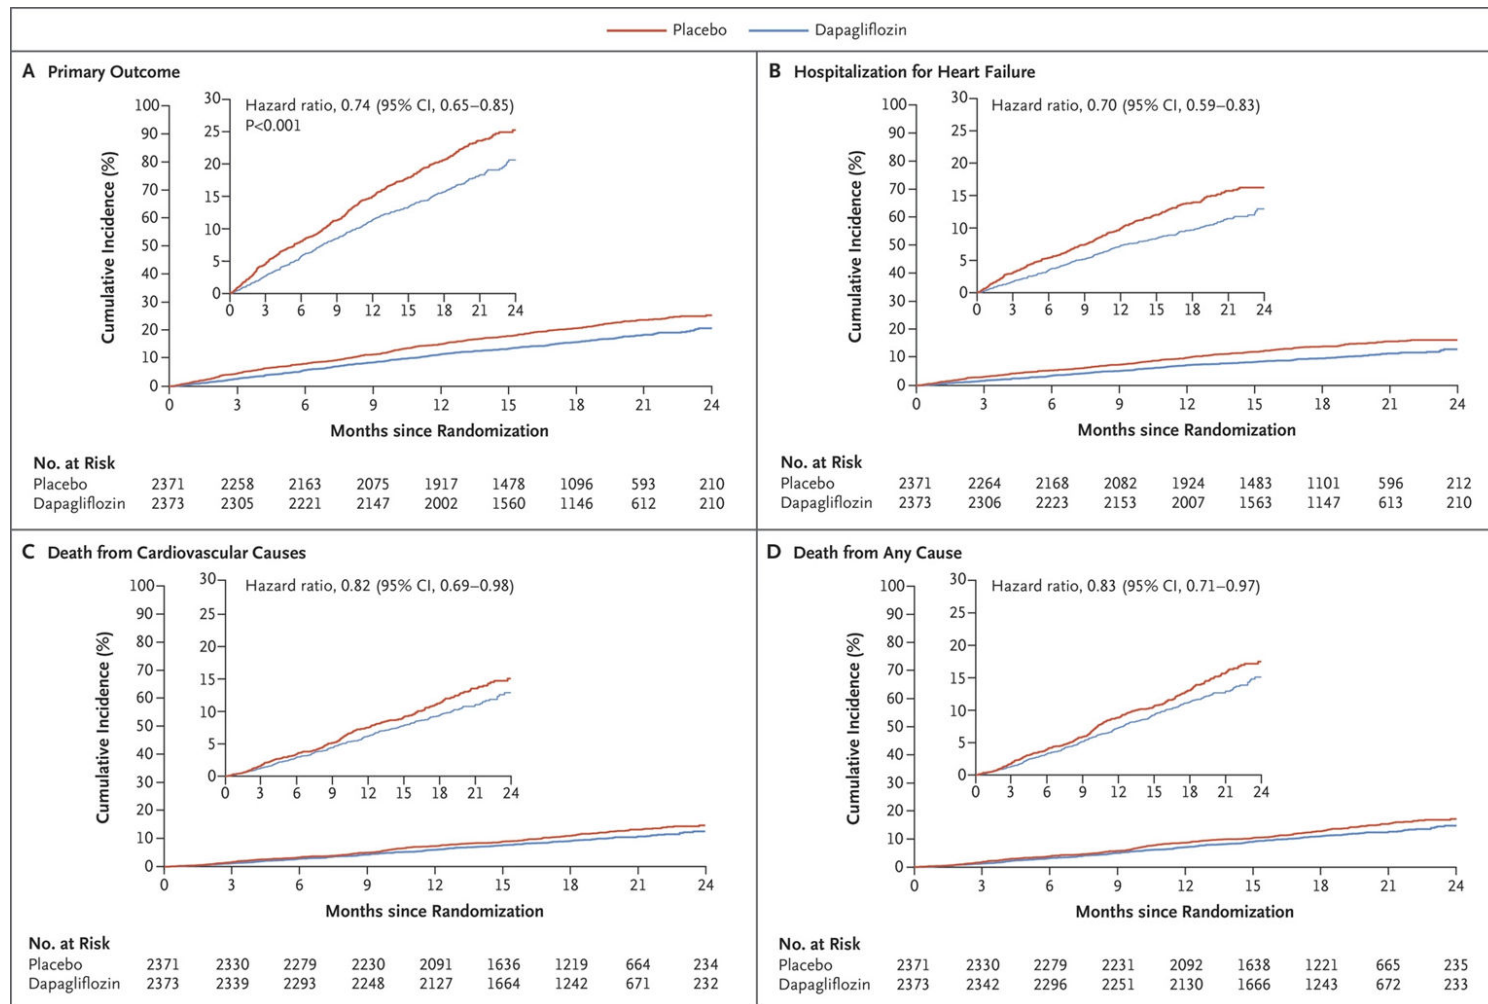 Placebo Dapagliflozin
A Primary Outcome
Cumulative Incidence (%)
100
90
80
70
60
50
40
30
20
10
0
30
25
20
15
10
5
0
Hazard ratio, 0.74 (95% CI, 0.65–0.85)
P<0.001
0 3 6 9 12 15 18 21 24
0 3 6 9 12 15 18 21 24
Months since Randomization
No. at Risk
Placebo 2371 2258 2163 2075 1917 1478 1096 593 210
Dapagliflozin 2373 2305 2221 2147 2002 1560 1146 612 210
B Hospitalization for Heart Failure
Cumulative Incidence (%)
100
90
80
70
60
50
40
30
20
10
0
30
25
20
15
10
5
0
Hazard ratio, 0.70 (95% CI, 0.59–0.83)
0 3 6 9 12 15 18 21 24
0 3 6 9 12 15 18 21 24
Months since Randomization
No. at Risk
Placebo 2371 2264 2168 2082 1924 1483 1101 596 212
Dapagliflozin 2373 2306 2223 2153 2007 1563 1147 613 210
C Death from Cardiovascular Causes
Cumulative Incidence (%)
100
90
80
70
60
50
40
30
20
10
0
30
25
20
15
10
5
0
Hazard ratio, 0.82 (95% CI, 0.69–0.98)
0 3 6 9 12 15 18 21 24
0 3 6 9 12 15 18 21 24
Months since Randomization
No. at Risk
Placebo 2371 2330 2279 2230 2091 1636 1219 664 234
Dapagliflozin 2373 2339 2293 2248 2127 1664 1242 671 232
D Death from Any Cause
Cumulative Incidence (%)
100
90
80
70
60
50
40
30
20
10
0
30
25
20
15
10
5
0
Hazard ratio, 0.83 (95% CI, 0.71–0.97)
0 3 6 9 12 15 18 21 24
0 3 6 9 12 15 18 21 24
Months since Randomization
No. at Risk
Placebo 2371 2330 2279 2231 2092 1638 1221 665 235
Dapagliflozin 2373 2342 2296 2251 2130 1666 1243 672 233